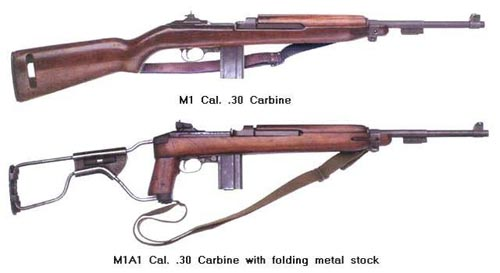 M1 Cal. .30 Carbine
M1A1 Cal. .30 Carbine with folding metal stock